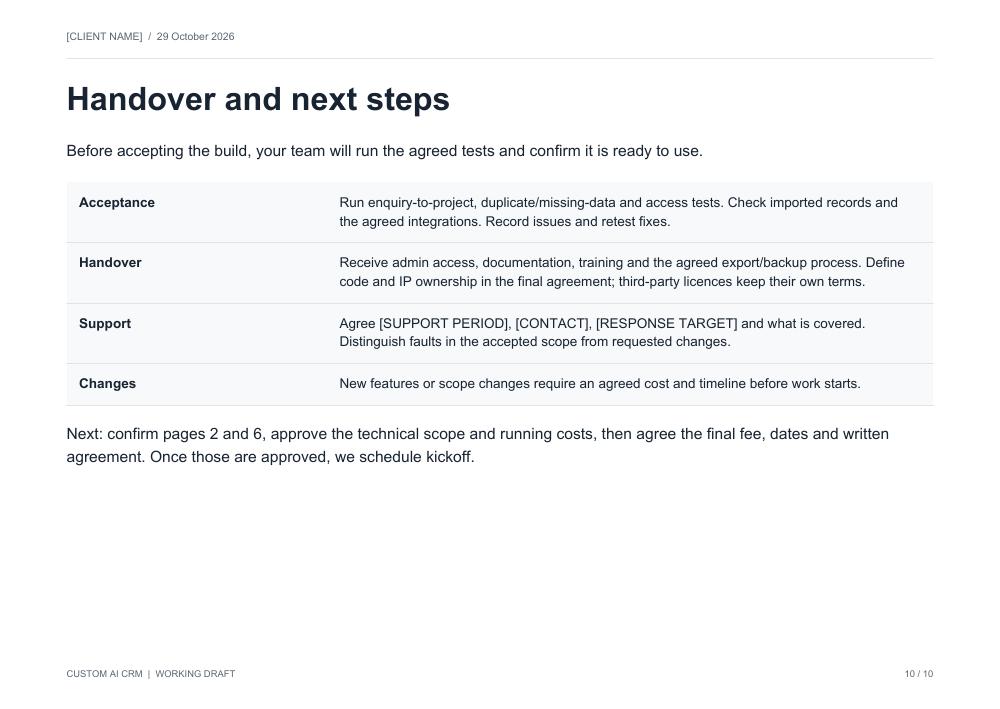 [CLIENT NAME] / 29 October 2026
Handover and next steps
Before accepting the build, your team will run the agreed tests and confirm it is ready to use.
Acceptance
Run enquiry-to-project, duplicate/missing-data and access tests. Check imported records and
the agreed integrations. Record issues and retest fixes.
Handover
Receive admin access, documentation, training and the agreed export/backup process. Define
code and IP ownership in the final agreement; third-party licences keep their own terms.
Support
Agree [SUPPORT PERIOD], [CONTACT], [RESPONSE TARGET] and what is covered.
Distinguish faults in the accepted scope from requested changes.
Changes
New features or scope changes require an agreed cost and timeline before work starts.
Next: confirm pages 2 and 6, approve the technical scope and running costs, then agree the final fee, dates and written
agreement. Once those are approved, we schedule kickoff.
CUSTOM AI CRM | WORKING DRAFT
10 / 10